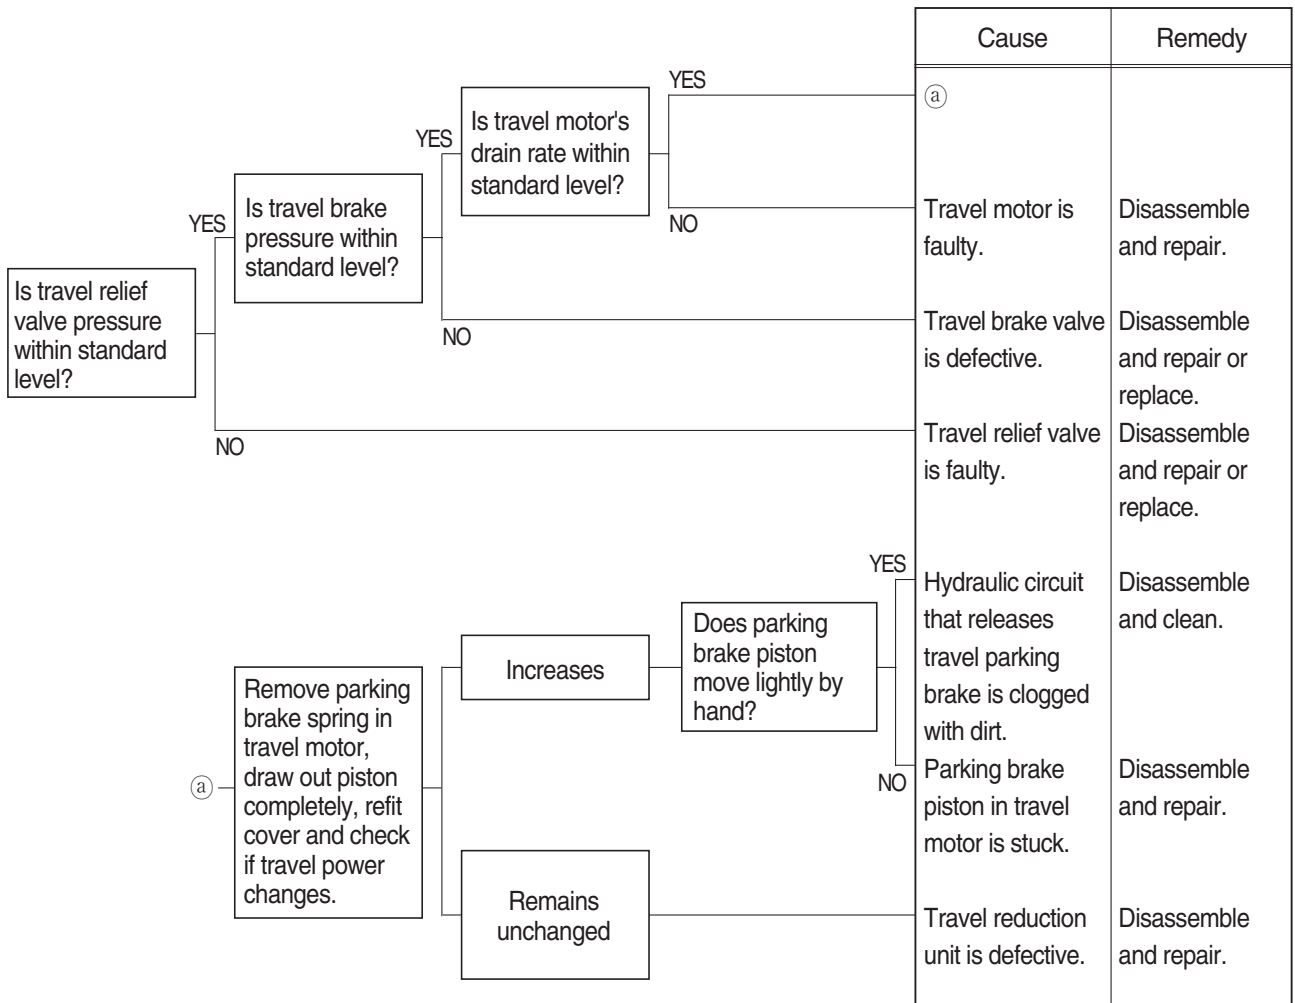 Cause
Remedy
YES
ⓐ
Is travel motor's
drain rate within
standard level?
YES
NO
Travel motor is
faulty.
Disassemble
and repair.
Is travel brake
pressure within
standard level?
YES
NO
Travel brake valve
is defective.
Disassemble
and repair or
replace.
Is travel relief
valve pressure
within standard
level?
NO
Travel relief valve
is faulty.
Disassemble
and repair or
replace.
YES
Hydraulic circuit
that releases
travel parking
brake is clogged
with dirt.
Disassemble
and clean.
Does parking
brake piston
move lightly by
hand?
Increases
NO
Parking brake
piston in travel
motor is stuck.
Disassemble
and repair.
ⓐ
Remove parking
brake spring in
travel motor,
draw out piston
completely, refit
cover and check
if travel power
changes.
Remains
unchanged
Travel reduction
unit is defective.
Disassemble
and repair.